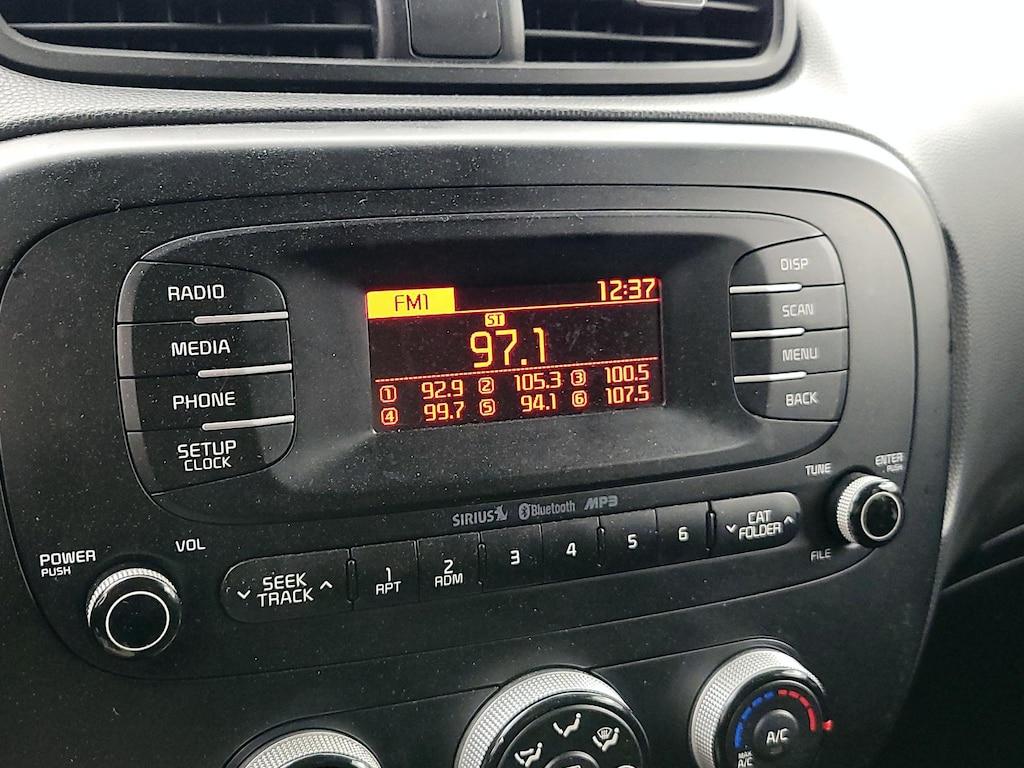 RADIO
MEDIA
PHONE
SETUP
CLOCK
FM1 12:37
ST
97.1
1 92.9 2 105.3 3 100.5
4 99.7 5 94.1 6 107.5
DISP
SCAN
MENU
BACK
SIRIUS Bluetooth MP3
TUNE
ENTER
PUSH
FILE
POWER
PUSH
VOL
SEEK
TRACK
1
RPT
2
RDM
3
4
5
6
CAT
FOLDER
A/C
MAX
A/C